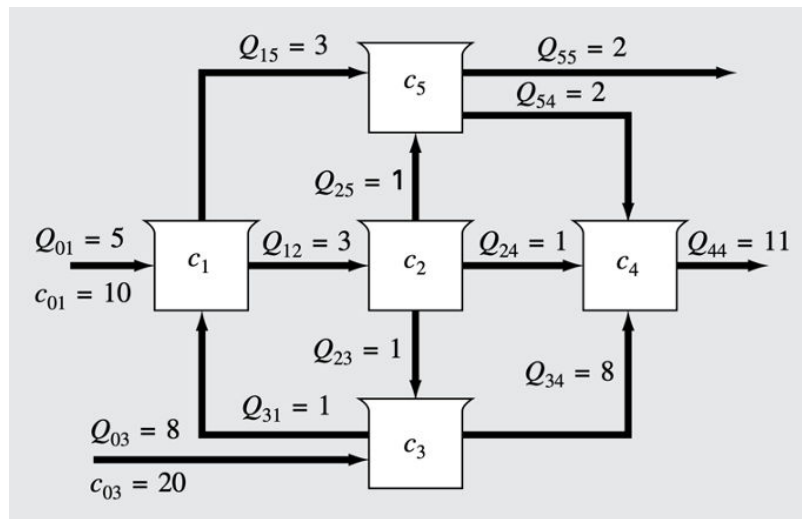 Q₁₅ = 3
Q₅₅ = 2
c₅
Q₅₄ = 2
Q₂₅ = 1
Q₀₁ = 5
c₀₁ = 10
c₁
Q₁₂ = 3
c₂
Q₂₄ = 1
c₄
Q₄₄ = 11
Q₂₃ = 1
Q₃₄ = 8
Q₃₁ = 1
Q₀₃ = 8
c₀₃ = 20
c₃